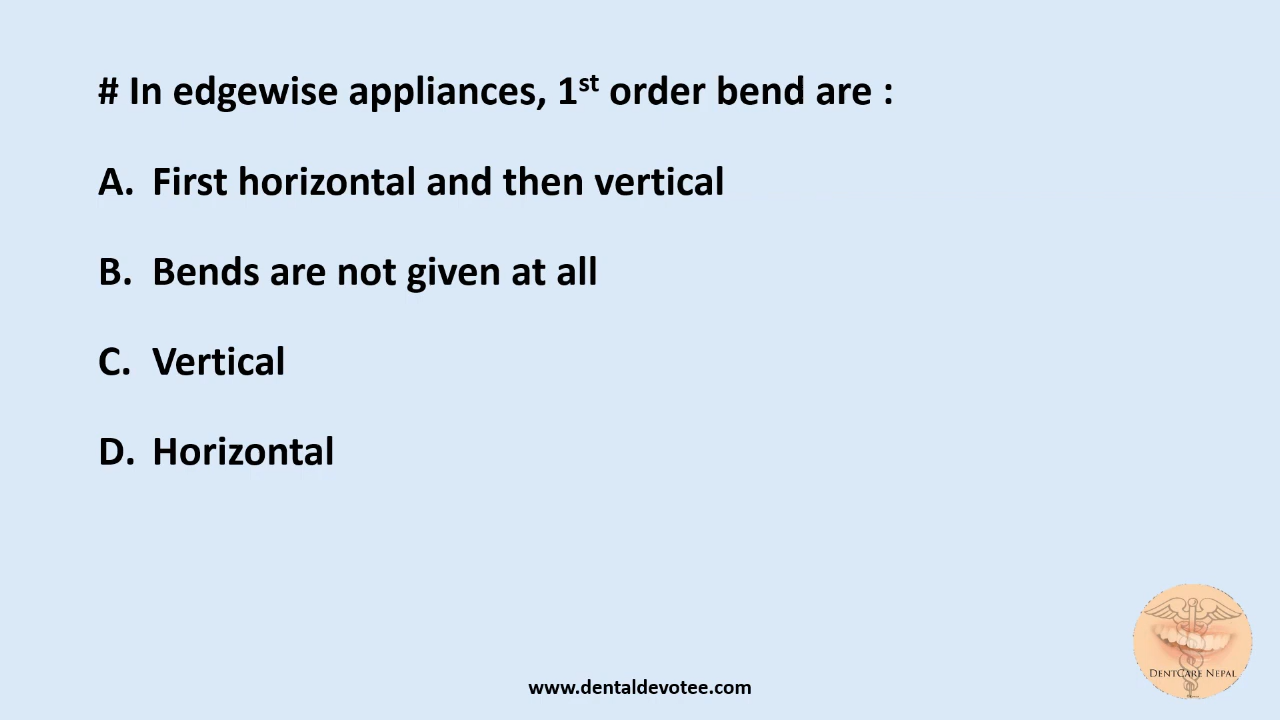 # In edgewise appliances, 1st order bend are :
A. First horizontal and then vertical
B. Bends are not given at all
C. Vertical
D. Horizontal
DENTCARE NEPAL
www.dentaldevotee.com